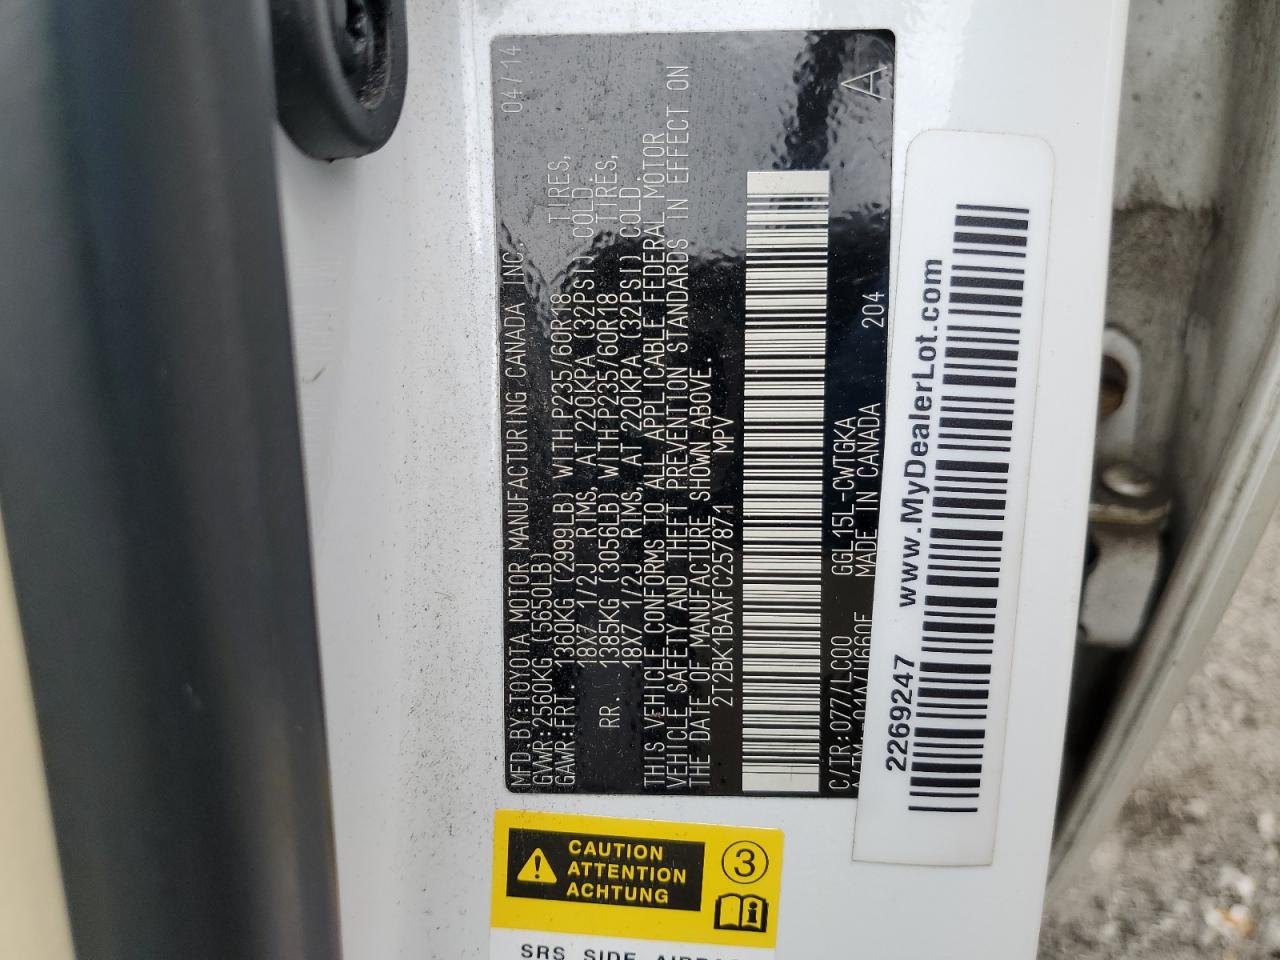 MFD BY:TOYOTA MOTOR MANUFACTURING CANADA INC. 04/14
GVWR:2560KG(5650LB)
GAWR:FRT. 1360KG(2999LB) WITH P235/60R18 TIRES,
18X7 1/2J RIMS, AT 220KPA(32PSI) COLD.
RR. 1385KG(3056LB) WITH P235/60R18 TIRES,
18X7 1/2J RIMS, AT 220KPA(32PSI) COLD.
THIS VEHICLE CONFORMS TO ALL APPLICABLE FEDERAL MOTOR
VEHICLE SAFETY AND THEFT PREVENTION STANDARDS IN EFFECT ON
THE DATE OF MANUFACTURE SHOWN ABOVE.
2T2BK1BAXFC257871 MPV
A
C/TR:077/LC00 GGL15L-CWTGKA
-01A/U660F MADE IN CANADA 204
2269247 www.MyDealerLot.com
CAUTION
ATTENTION
ACHTUNG
3
SRS SIDE